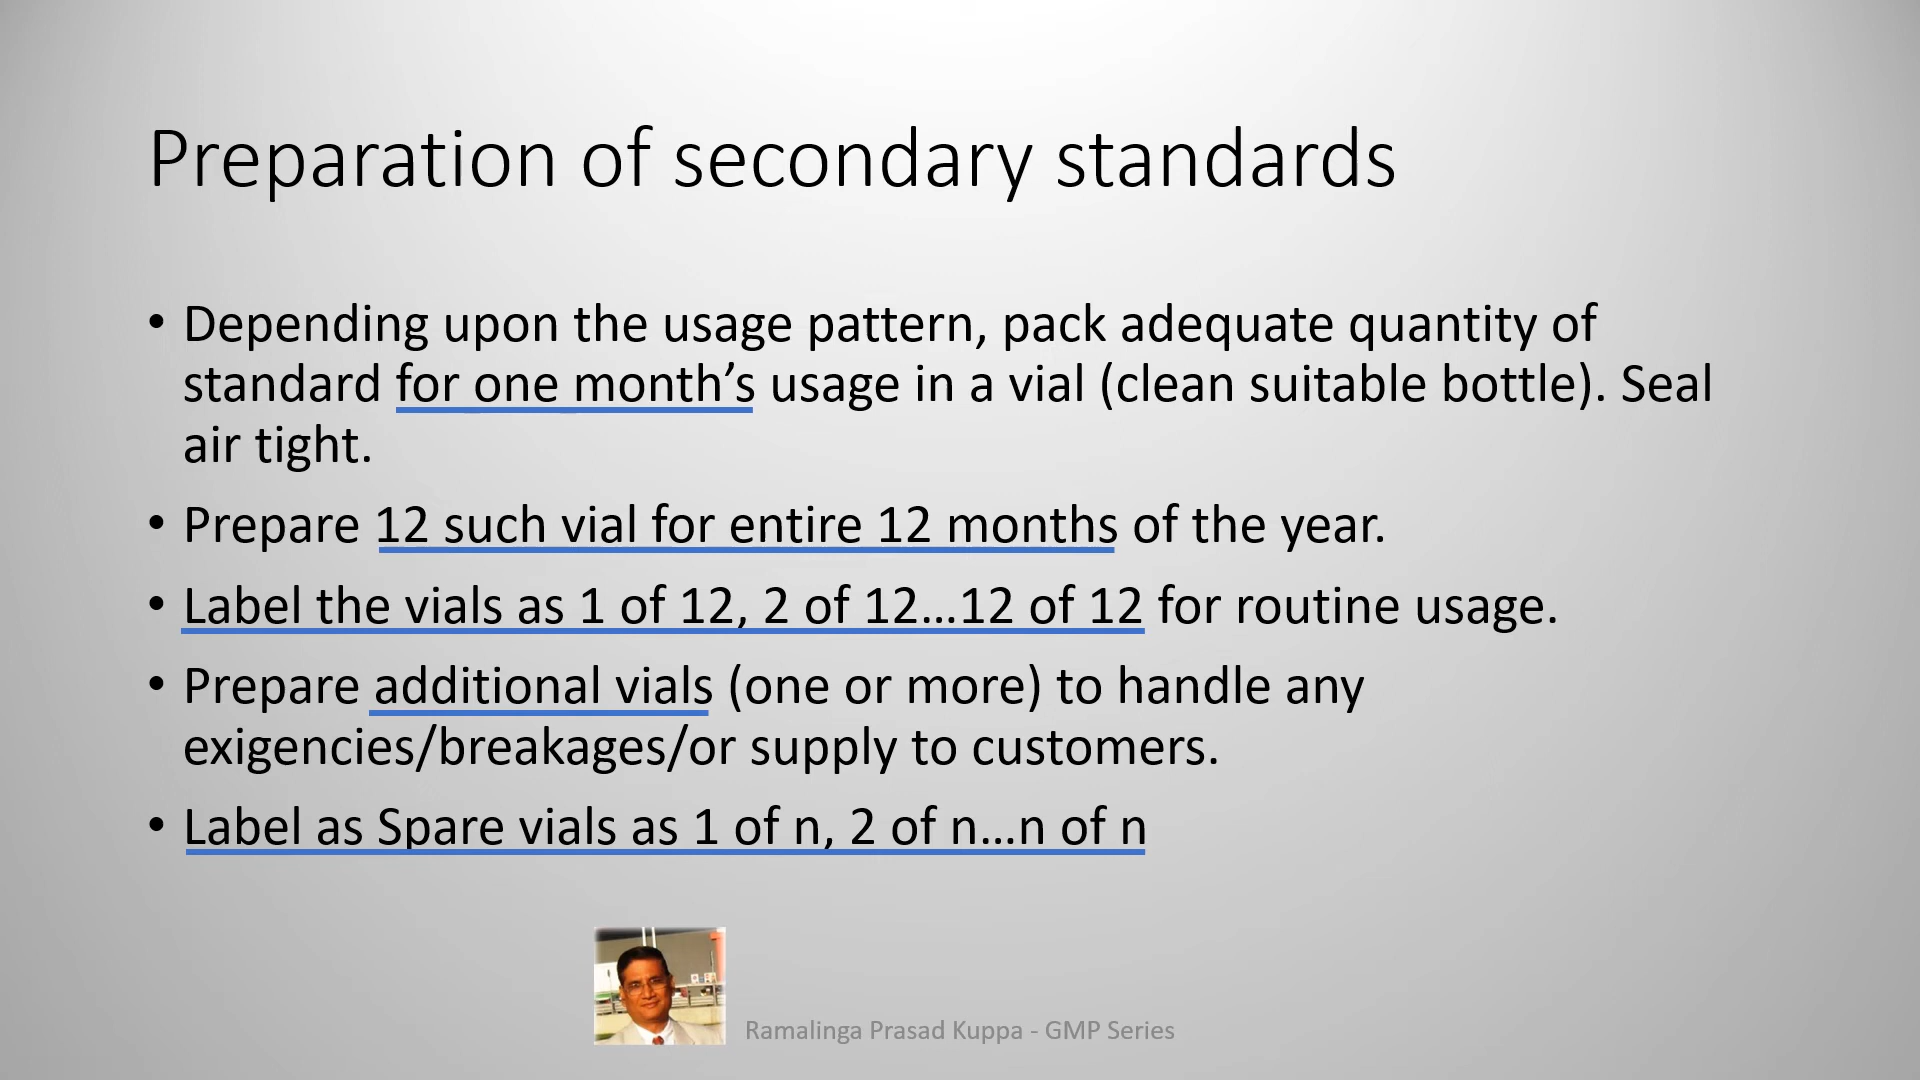 Preparation of secondary standards
• Depending upon the usage pattern, pack adequate quantity of
standard for one month’s usage in a vial (clean suitable bottle). Seal
air tight.
• Prepare 12 such vial for entire 12 months of the year.
• Label the vials as 1 of 12, 2 of 12…12 of 12 for routine usage.
• Prepare additional vials (one or more) to handle any
exigencies/breakages/or supply to customers.
• Label as Spare vials as 1 of n, 2 of n…n of n
Ramalinga Prasad Kuppa - GMP Series